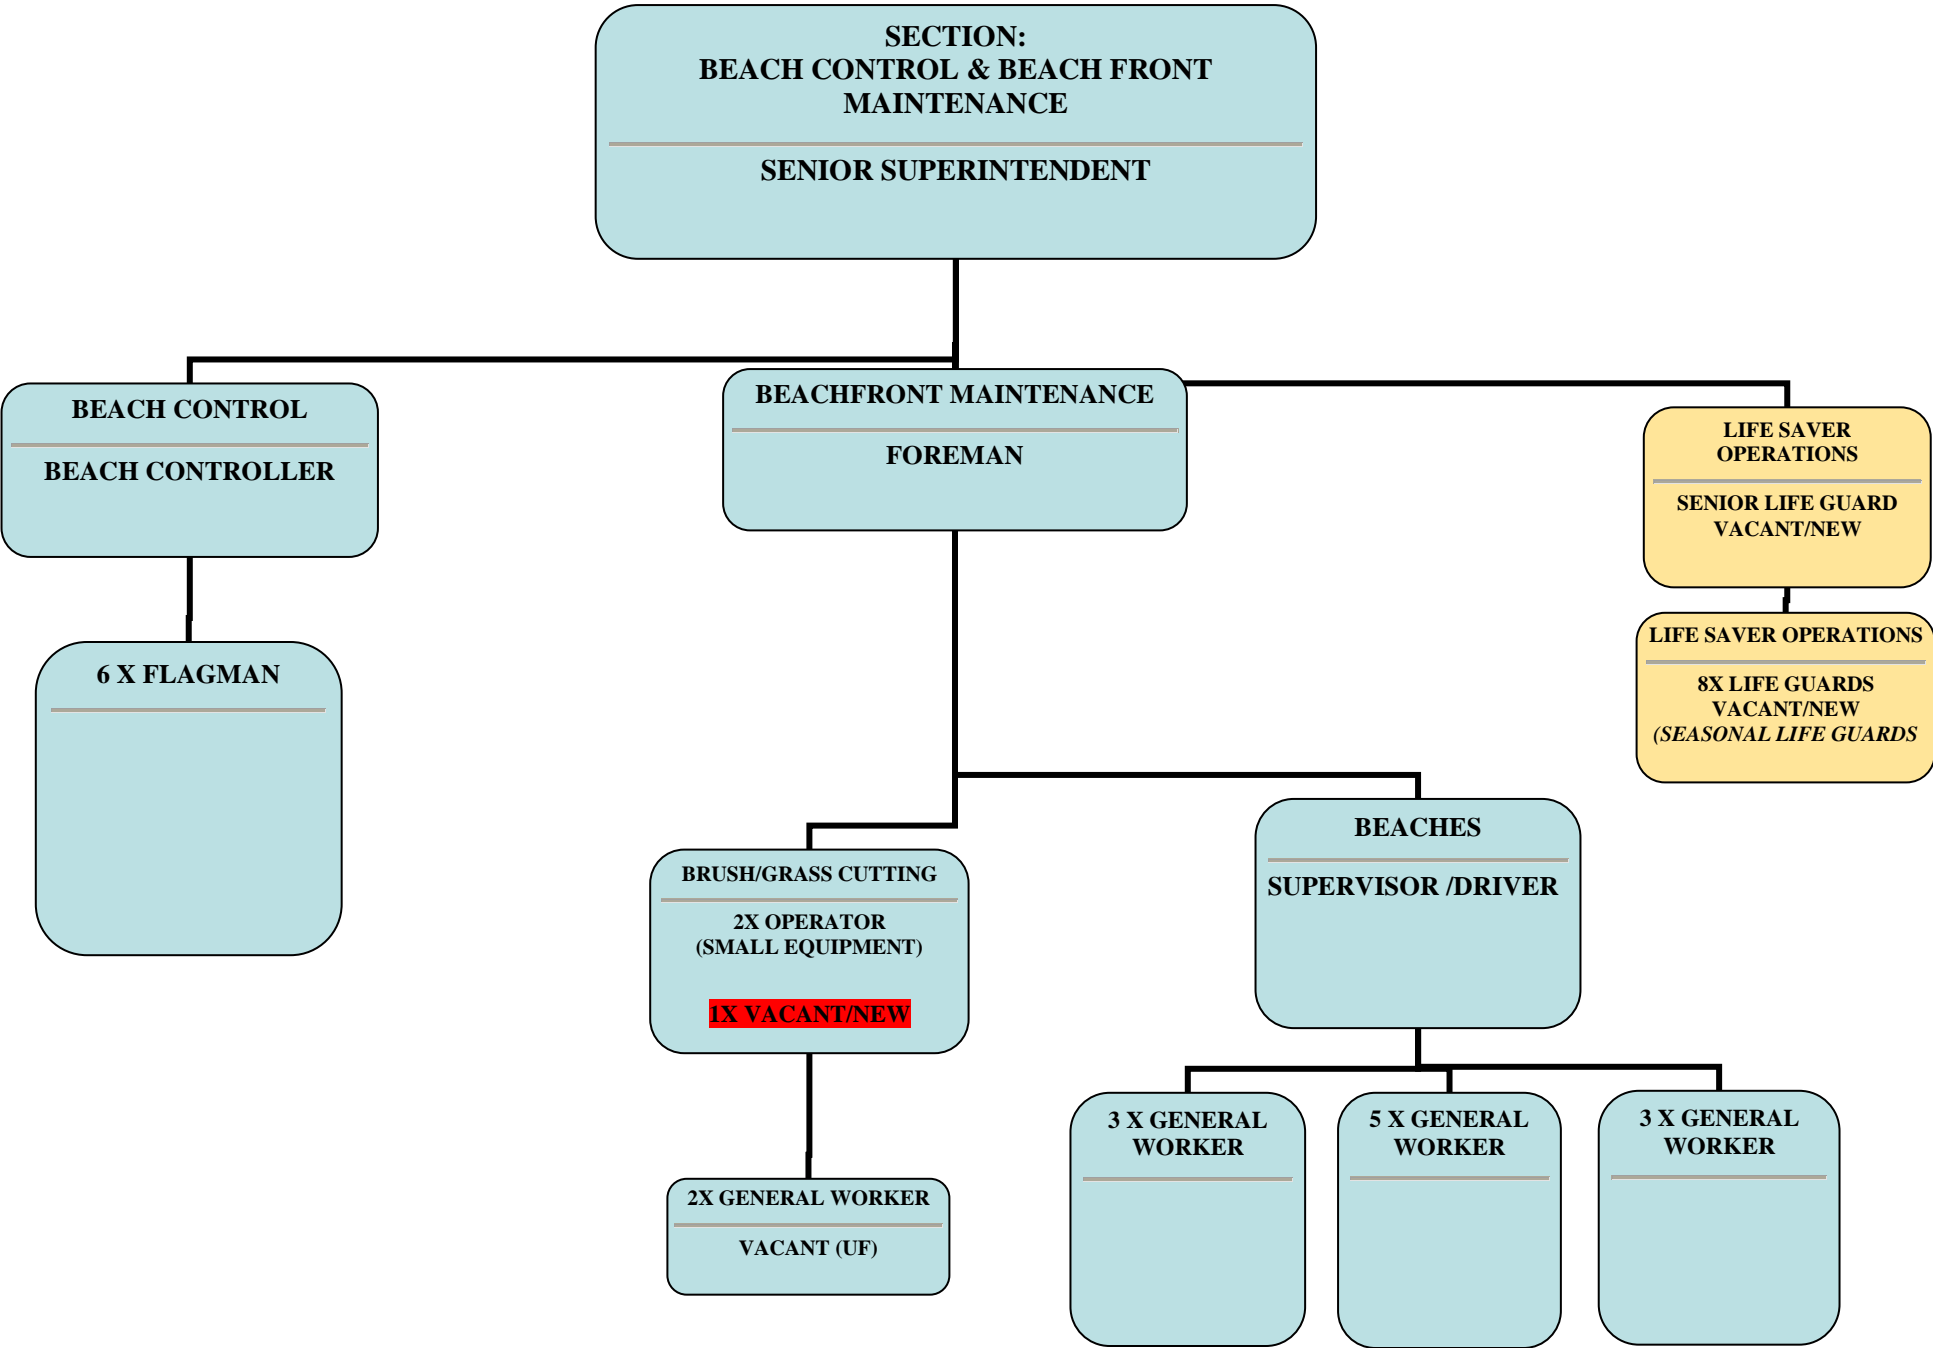 SECTION:
BEACH CONTROL & BEACH FRONT
MAINTENANCE
SENIOR SUPERINTENDENT
BEACH CONTROL
BEACH CONTROLLER
BEACHFRONT MAINTENANCE
FOREMAN
LIFE SAVER
OPERATIONS
SENIOR LIFE GUARD
VACANT/NEW
6 X FLAGMAN
LIFE SAVER OPERATIONS
8X LIFE GUARDS
VACANT/NEW
(SEASONAL LIFE GUARDS
BRUSH/GRASS CUTTING
2X OPERATOR
(SMALL EQUIPMENT)
1X VACANT/NEW
BEACHES
SUPERVISOR /DRIVER
2X GENERAL WORKER
VACANT (UF)
3 X GENERAL
WORKER
5 X GENERAL
WORKER
3 X GENERAL
WORKER